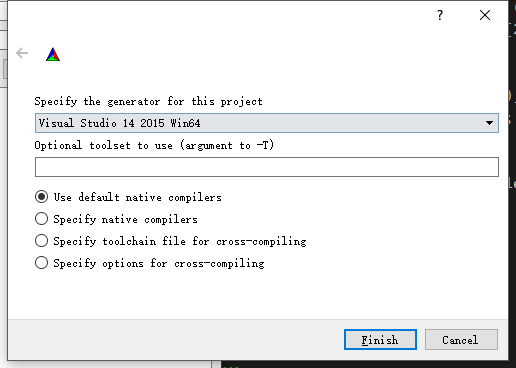 ?
Specify the generator for this project
Visual Studio 14 2015 Win64
Optional toolset to use (argument to -T)
Use default native compilers
Specify native compilers
Specify toolchain file for cross-compiling
Specify options for cross-compiling
Finish
Cancel